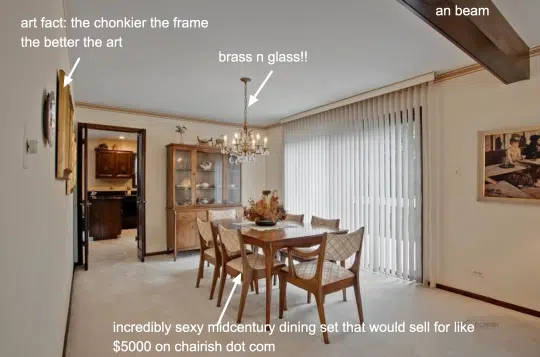 an beam
art fact: the chonkier the frame
the better the art
brass n glass!!
incredibly sexy midcentury dining set that would sell for like
$5000 on chairish dot com